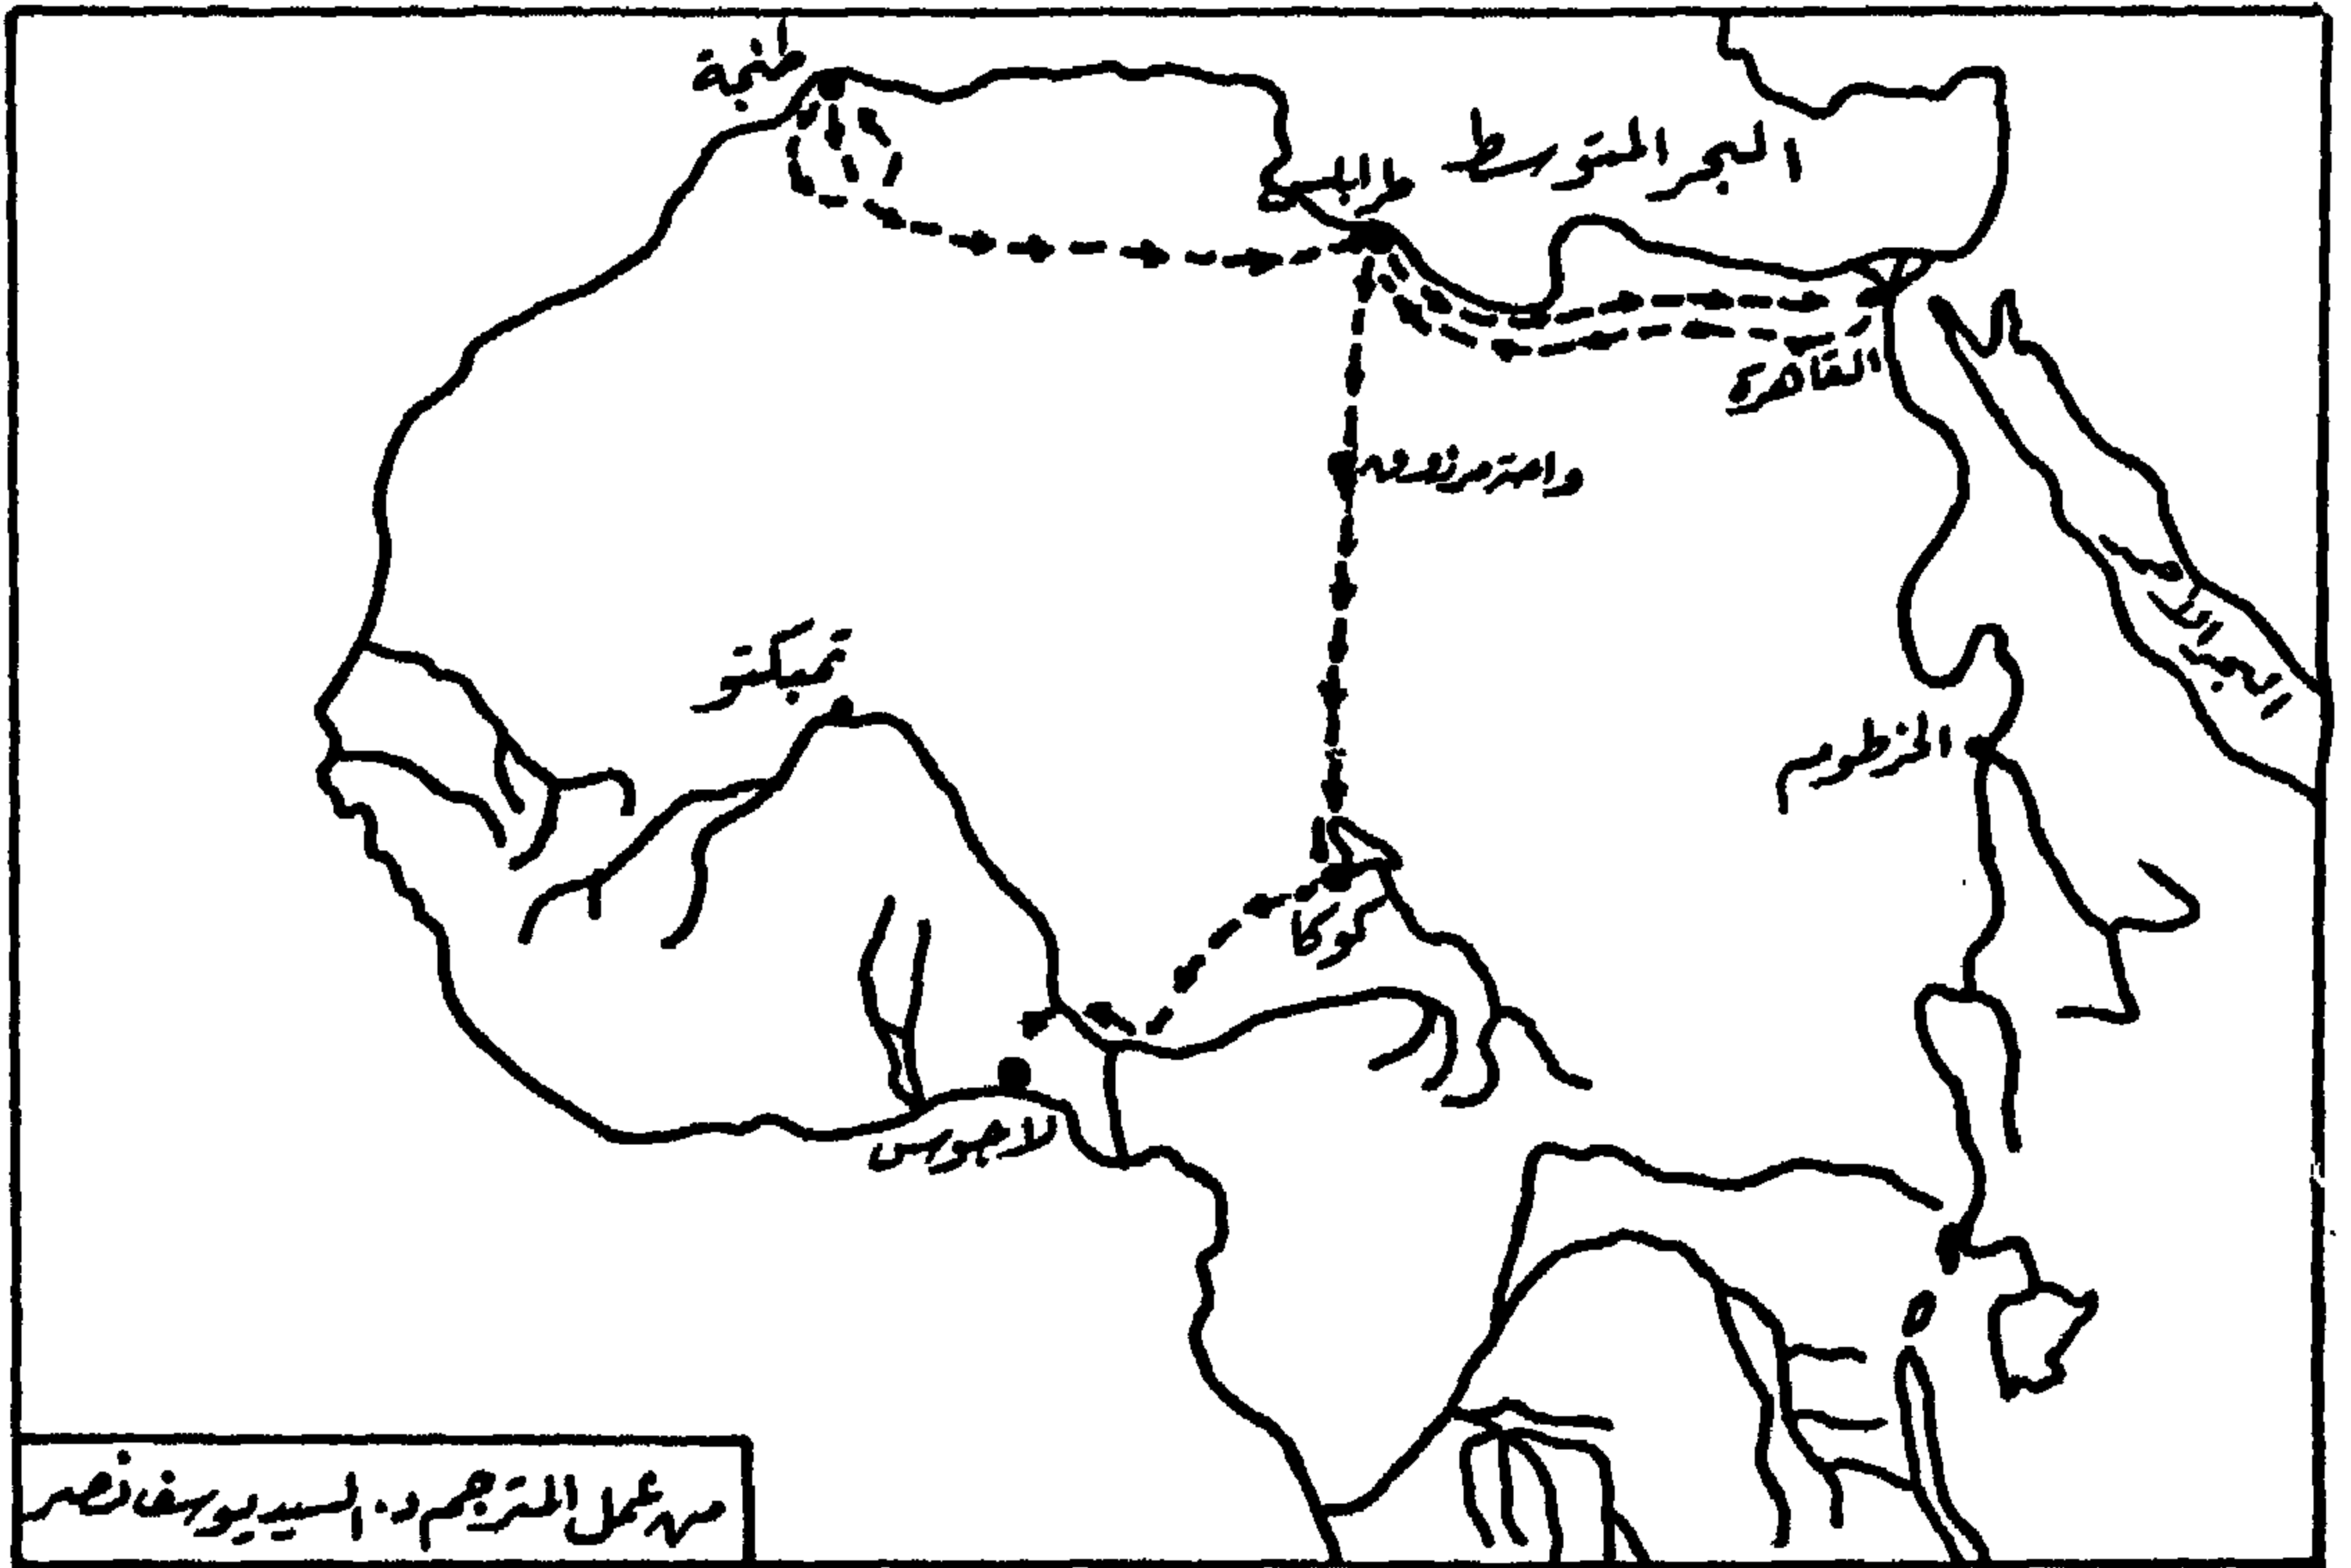 طنجة
البحر المتوسط
طرابلس
القاهرة
واحة مرزوق
البحر الأحمر
تمبكتو
الخرطوم
كوكا
لاجوس
من عمل المترجم د. السيد يوسف نصر